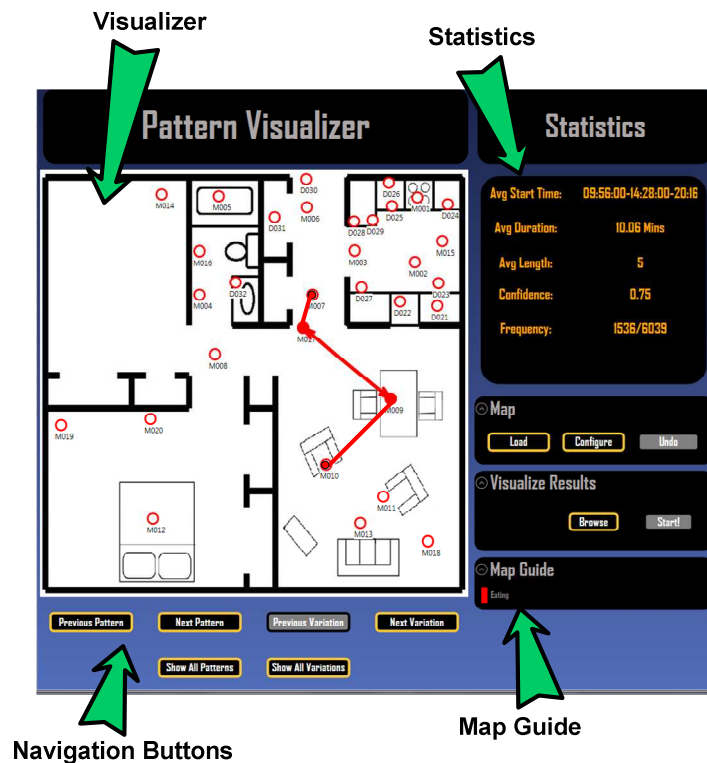 Visualizer
Statistics
Pattern Visualizer
Statistics
D030
M014
M005
M006
D031
D026
M001
D025
D024
D028 D029
M015
M016
M003
M002
D032
D027
D023
M004
M007
D022
D021
M017
M008
M009
M019
M020
M010
M011
M012
M013
M018
Avg Start Time: 09:56:00-14:28:00-20:16
Avg Duration: 10.06 Mins
Avg Length: 5
Confidence: 0.75
Frequency: 1536/6039
Map
Load Configure Undo
Visualize Results
Browse Start!
Map Guide
Eating
Previous Pattern Next Pattern Previous Variation Next Variation
Show All Patterns Show All Variations
Map Guide
Navigation Buttons